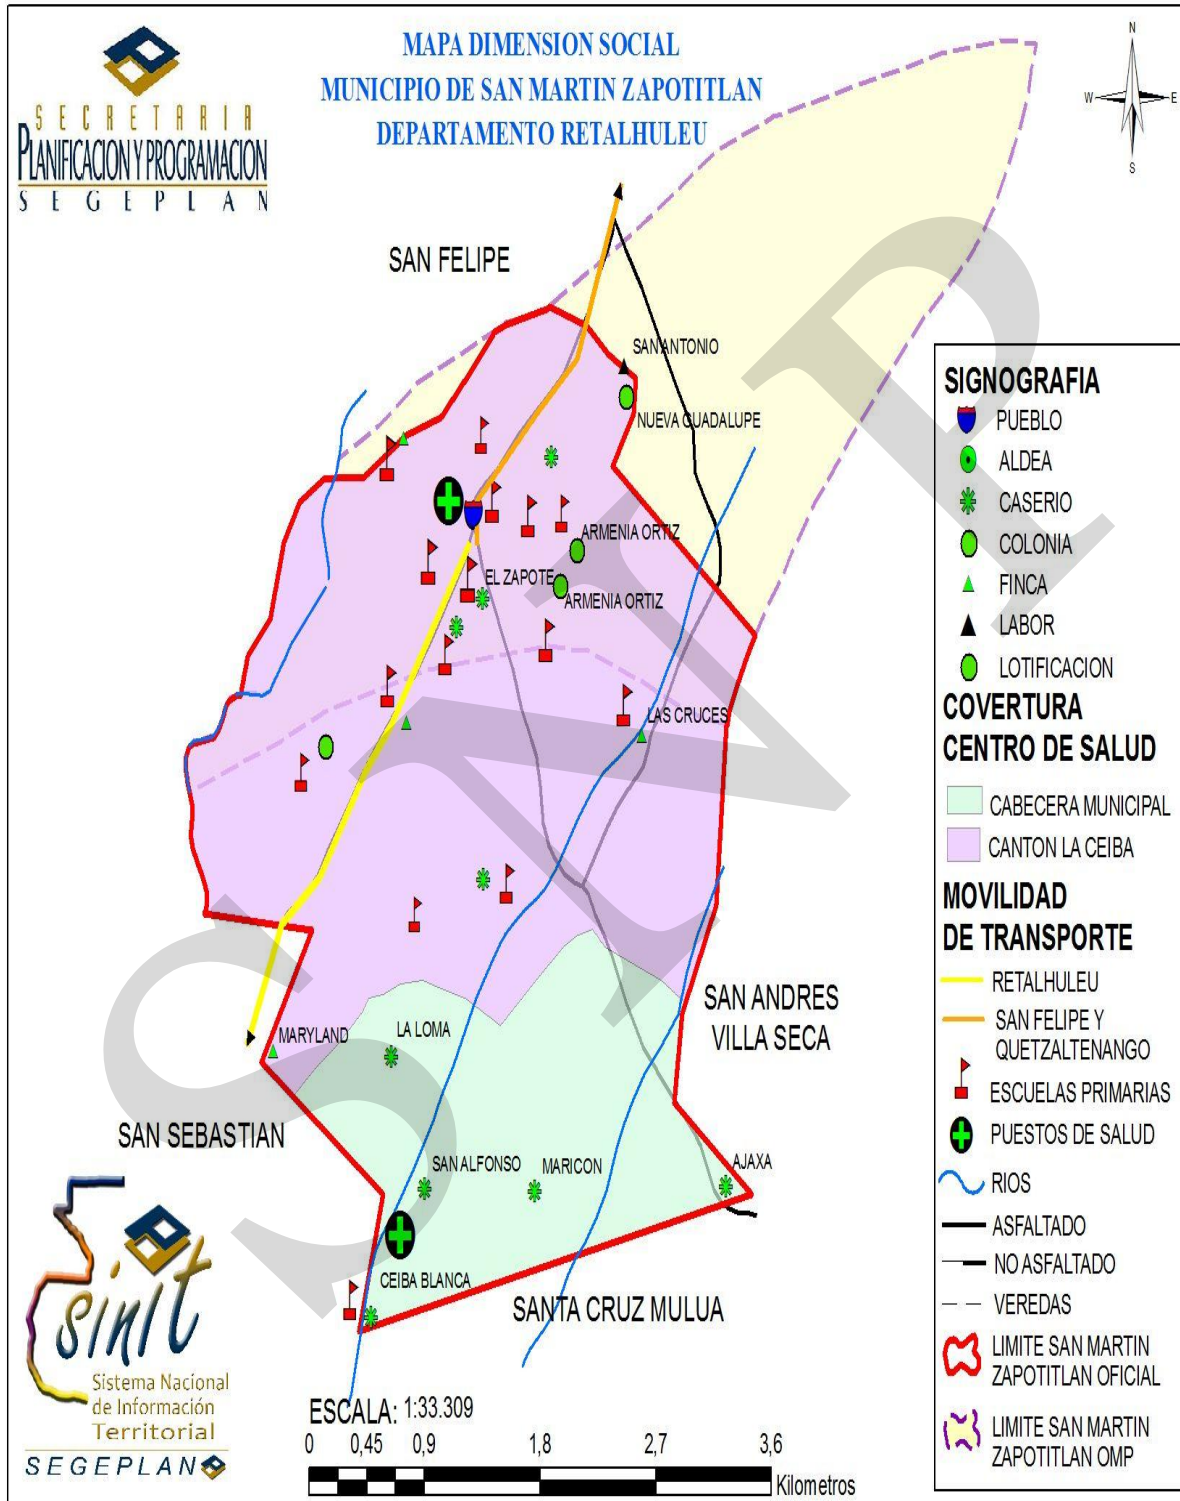 MAPA DIMENSION SOCIAL
MUNICIPIO DE SAN MARTIN ZAPOTITLAN
DEPARTAMENTO RETALHULEU
SECRETARIA
PLANIFICACION Y PROGRAMACION
SEGEPLAN
N
W
E
S
SAN FELIPE
SAN ANTONIO
NUEVA GUADALUPE
ARMENIA ORTIZ
EL ZAPOTE
ARMENIA ORTIZ
LAS CRUCES
SAN ANDRES
VILLA SECA
MARYLAND
LA LOMA
SAN SEBASTIAN
SAN ALFONSO
MARICON
AJAXA
CEIBA BLANCA
SANTA CRUZ MULUA
SIGNOGRAFIA
PUEBLO
ALDEA
CASERIO
COLONIA
FINCA
LABOR
LOTIFICACION
COVERTURA
CENTRO DE SALUD
CABECERA MUNICIPAL
CANTON LA CEIBA
MOVILIDAD
DE TRANSPORTE
RETALHULEU
SAN FELIPE Y
QUETZALTENANGO
ESCUELAS PRIMARIAS
PUESTOS DE SALUD
RIOS
ASFALTADO
NO ASFALTADO
VEREDAS
LIMITE SAN MARTIN
ZAPOTITLAN OFICIAL
LIMITE SAN MARTIN
ZAPOTITLAN OMP
sinit
Sistema Nacional
de Información
Territorial
SEGEPLAN
ESCALA: 1:33.309
0 0,45 0,9 1,8 2,7 3,6
Kilometros
SNIP